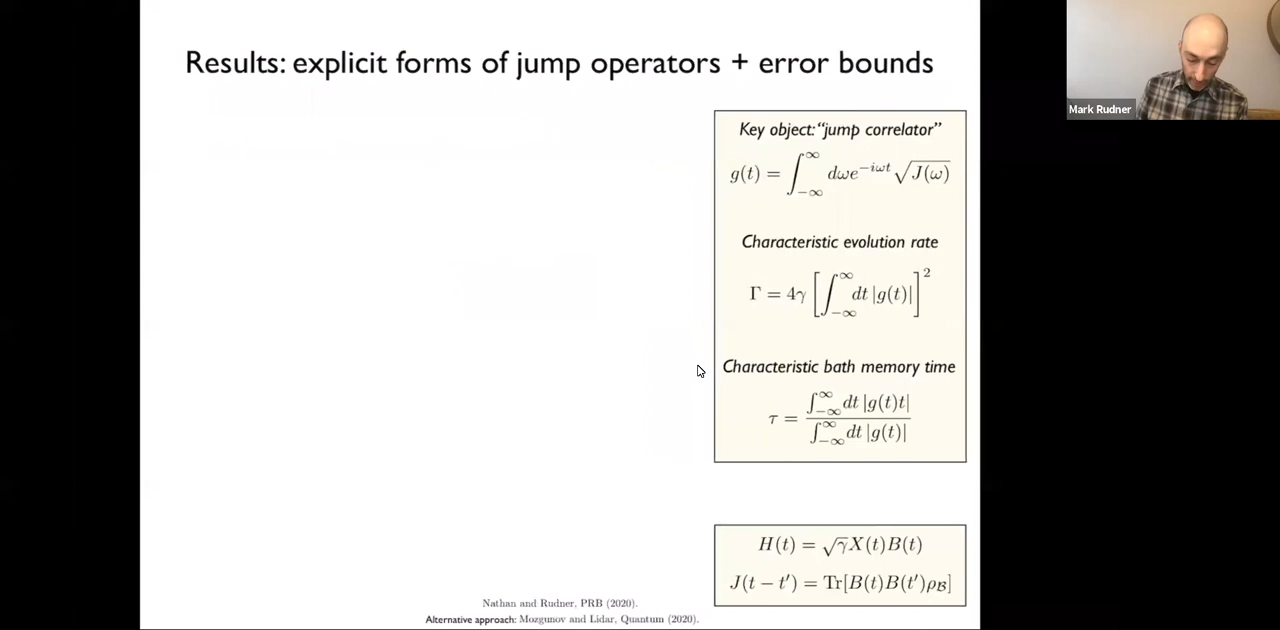 Results: explicit forms of jump operators + error bounds
Mark Rudner
Key object: "jump correlator"
g(t) = ∫_{-∞}^{∞} dωe^{-iωt} √J(ω)
Characteristic evolution rate
Γ = 4γ [∫_{-∞}^{∞} dt |g(t)|]^2
Characteristic bath memory time
τ = ∫_{-∞}^{∞} dt |g(t)t| / ∫_{-∞}^{∞} dt |g(t)|
H(t) = √γX(t)B(t)
J(t − t′) = Tr[B(t)B(t′)ρ_B]
Nathan and Rudner, PRB (2020).
Alternative approach: Mozgunov and Lidar, Quantum (2020).